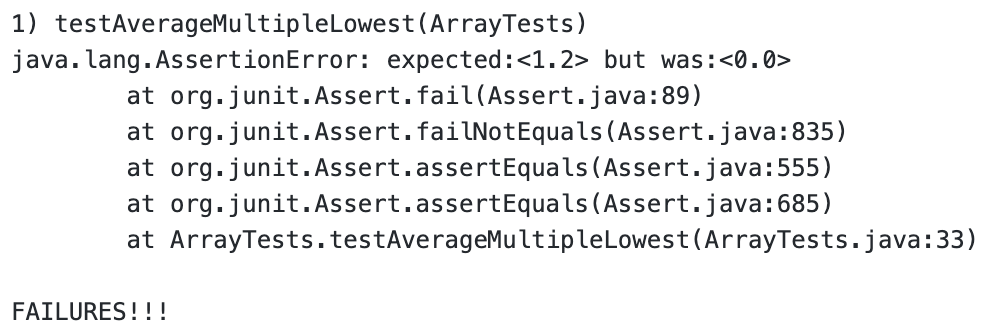 1) testAverageMultipleLowest(ArrayTests)
java.lang.AssertionError: expected:<1.2> but was:<0.0>
        at org.junit.Assert.fail(Assert.java:89)
        at org.junit.Assert.failNotEquals(Assert.java:835)
        at org.junit.Assert.assertEquals(Assert.java:555)
        at org.junit.Assert.assertEquals(Assert.java:685)
        at ArrayTests.testAverageMultipleLowest(ArrayTests.java:33)
FAILURES!!!